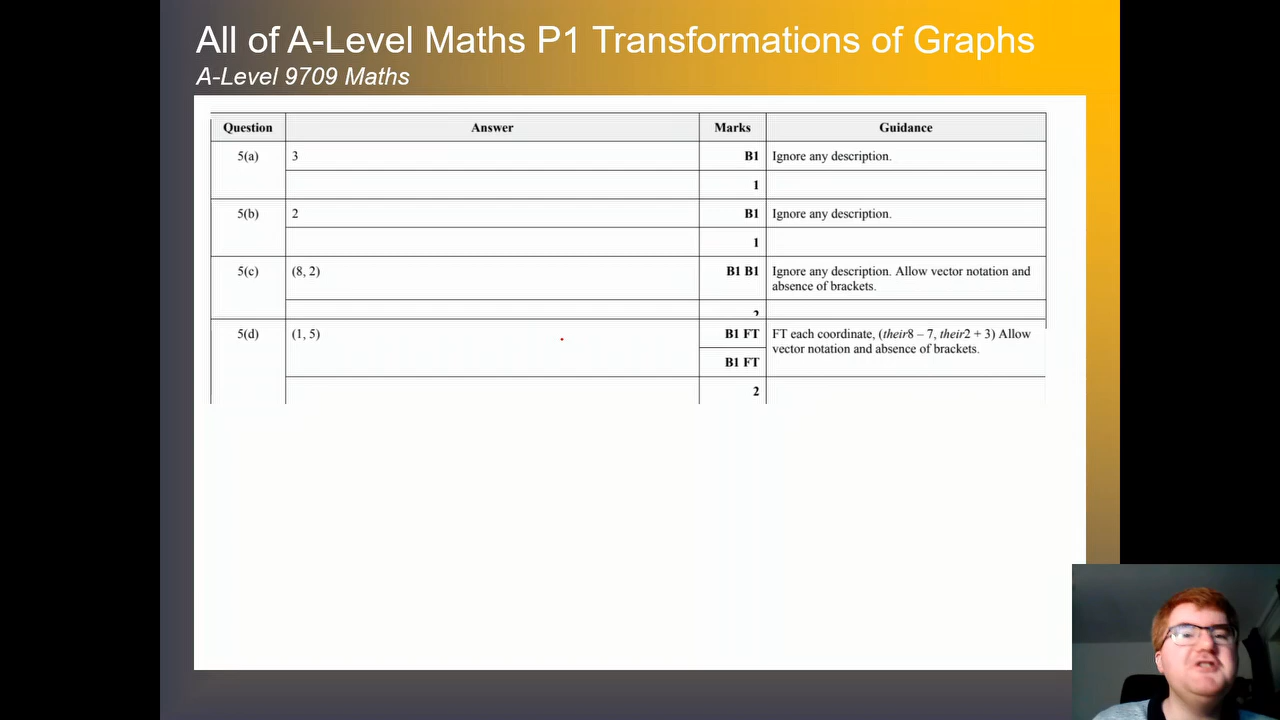 All of A-Level Maths P1 Transformations of Graphs
A-Level 9709 Maths
Question Answer Marks Guidance
5(a) 3 B1 Ignore any description.
1
5(b) 2 B1 Ignore any description.
1
5(c) (8, 2) B1 B1 Ignore any description. Allow vector notation and
absence of brackets.
2
5(d) (1, 5) B1 FT FT each coordinate, (their8 – 7, their2 + 3) Allow
vector notation and absence of brackets.
B1 FT
2